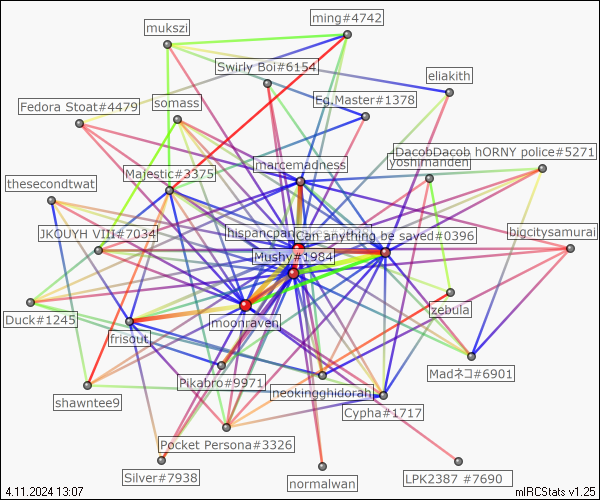 ming#4742
mukszi
Swirly Boi#6154
eliakith
Eg.Master#1378
Fedora Stoat#4479
somass
DacobDacob hORNY police#5271
yoshimanden
marcemadness
Majestic#3375
thesecondtwat
bigcitysamurai
JKOUYH VIII#7034
hispancpan
Can anything be saved#0396
Mushy#1984
zebula
Duck#1245
moonraven
frisout
Madネコ#6901
Pikabro#9971
neokingghidorah
shawntee9
Cypha#1717
Pocket Persona#3326
Silver#7938
normalwan
LPK2387 #7690
4.11.2024 13:07
mIRCStats v1.25